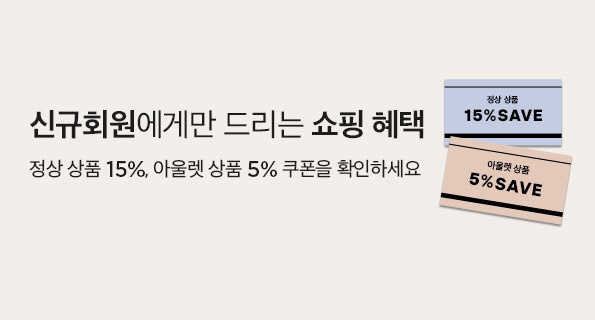 신규회원에게만 드리는 쇼핑 혜택
정상 상품 15%, 아울렛 상품 5% 쿠폰을 확인하세요
정상 상품
15%SAVE
아울렛 상품
5%SAVE